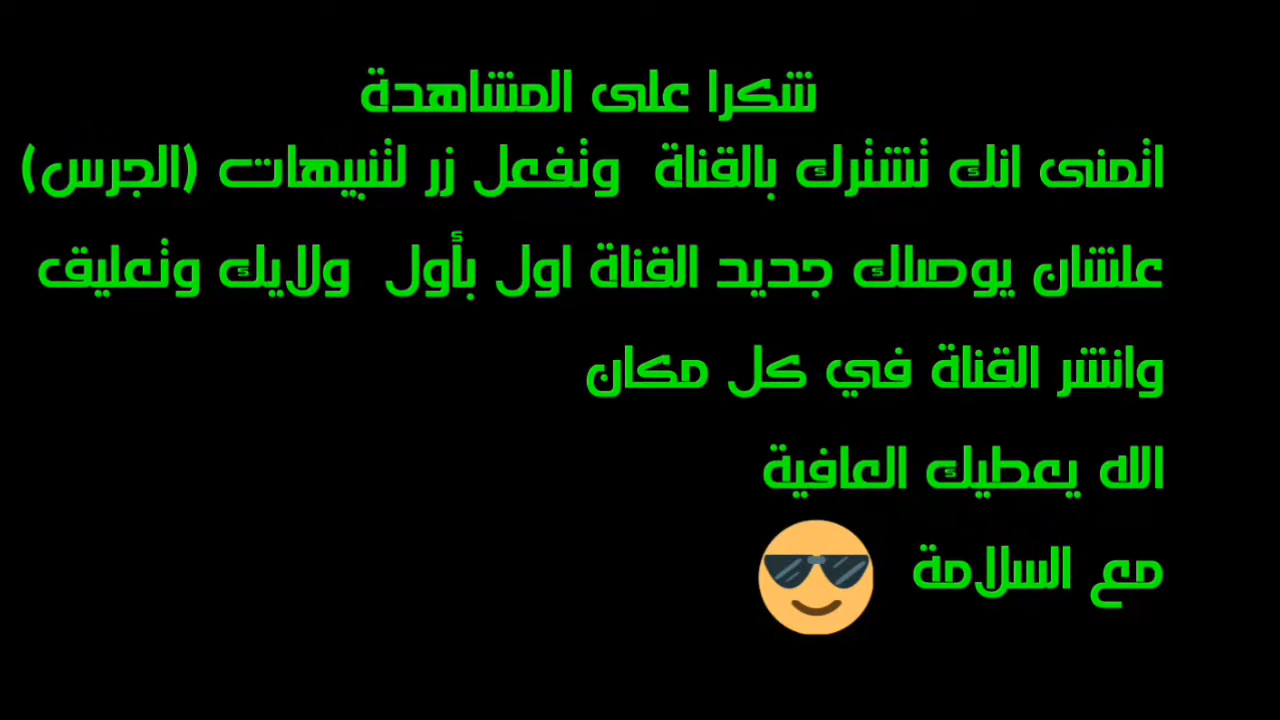 شكرا على المشاهدة
اتمنى انك تشترك بالقناة وتفعل زر لتنبيهات (الجرس)
علشان يوصلك جديد القناة اول بأول ولايك وتعليق
وانشر القناة في كل مكان
الله يعطيك العافية
مع السلامة